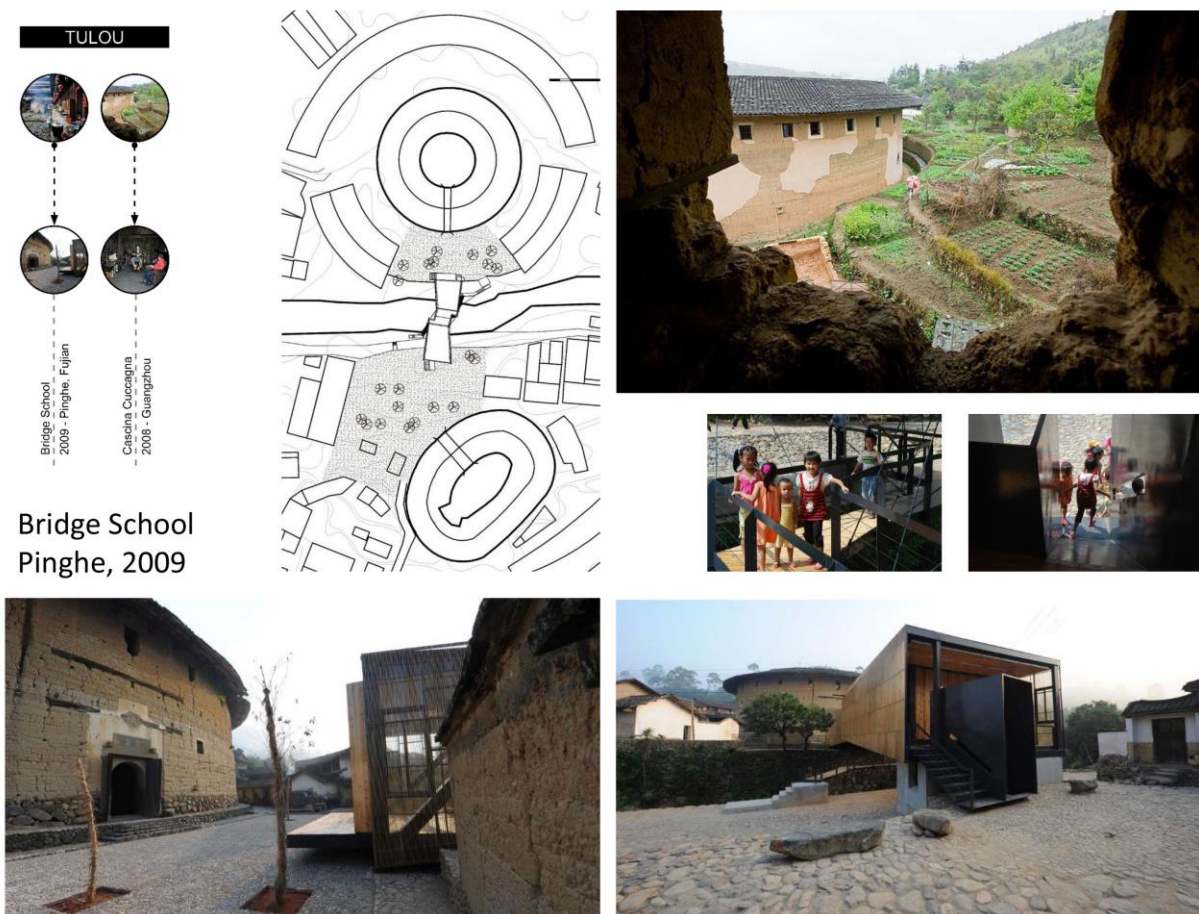 TULOU
Bridge School
2009 - Pinghe, Fujian
Cascina Cuccagna
2008 - Guangzhou
Bridge School
Pinghe, 2009